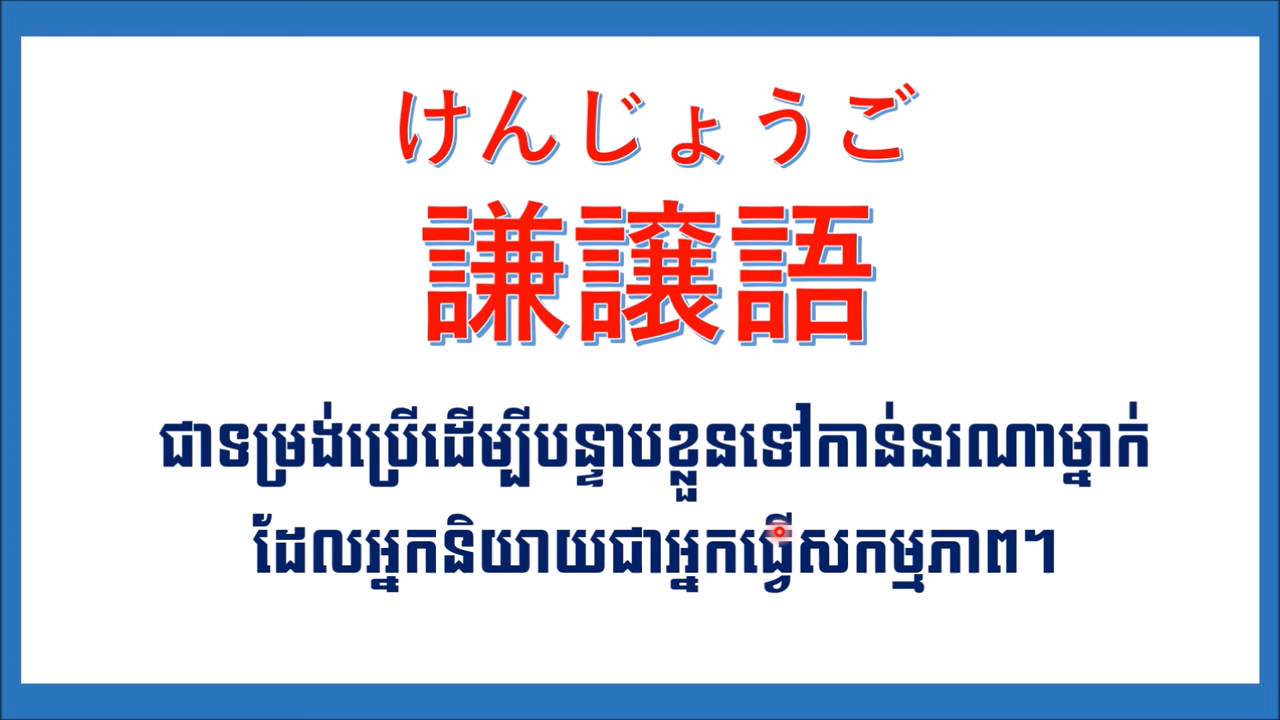 けんじょうご
謙譲語
ជាទម្រង់ប្រើដើម្បីបន្ទាបខ្លួនទៅកាន់នរណាម្នាក់
ដែលអ្នកនិយាយជាអ្នកធ្វើសកម្មភាព។